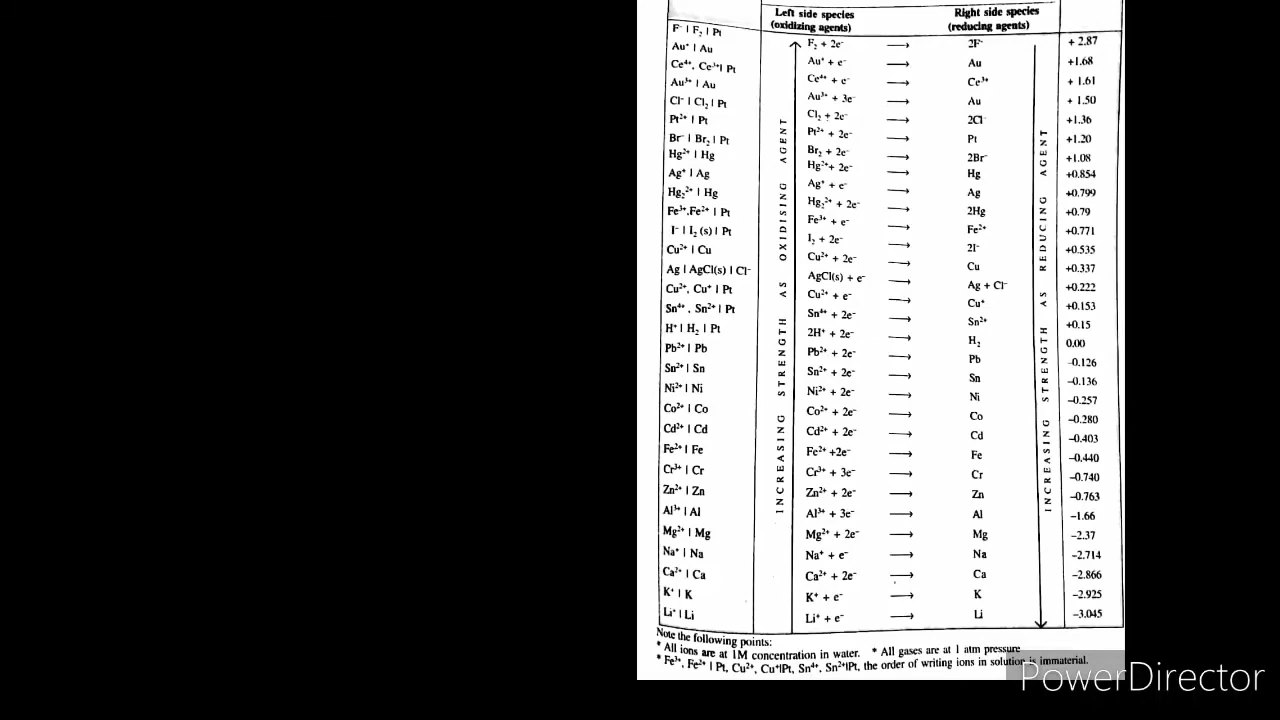 Left side species (oxidizing agents) Right side species (reducing agents)
F⁻ | F₂ | Pt F₂ + 2e⁻ ⟶ 2F⁻ + 2.87
Au⁺ | Au Au⁺ + e⁻ ⟶ Au +1.68
Ce⁴⁺, Ce³⁺| Pt Ce⁴⁺ + e⁻ ⟶ Ce³⁺ + 1.61
Au³⁺ | Au Au³⁺ + 3e⁻ ⟶ Au + 1.50
Cl⁻ | Cl₂ | Pt Cl₂ + 2e⁻ ⟶ 2Cl⁻ +1.36
Pt²⁺ | Pt Pt²⁺ + 2e⁻ ⟶ Pt +1.20
Br⁻ | Br₂ | Pt Br₂ + 2e⁻ ⟶ 2Br⁻ +1.08
Hg²⁺ | Hg Hg²⁺+ 2e⁻ ⟶ Hg +0.854
Ag⁺ | Ag Ag⁺ + e⁻ ⟶ Ag +0.799
Hg₂²⁺ | Hg Hg₂²⁺ + 2e⁻ ⟶ 2Hg +0.79
Fe³⁺,Fe²⁺ | Pt Fe³⁺ + e⁻ ⟶ Fe²⁺ +0.771
I⁻ | I₂ (s) | Pt I₂ + 2e⁻ ⟶ 2I⁻ +0.535
Cu²⁺ | Cu Cu²⁺ + 2e⁻ ⟶ Cu +0.337
Ag | AgCl(s) | Cl⁻ AgCl(s) + e⁻ ⟶ Ag + Cl⁻ +0.222
Cu²⁺, Cu⁺ | Pt Cu²⁺ + e⁻ ⟶ Cu⁺ +0.153
Sn⁴⁺ , Sn²⁺ | Pt Sn⁴⁺ + 2e⁻ ⟶ Sn²⁺ +0.15
H⁺ | H₂ | Pt 2H⁺ + 2e⁻ ⟶ H₂ 0.00
Pb²⁺ | Pb Pb²⁺ + 2e⁻ ⟶ Pb –0.126
Sn²⁺ | Sn Sn²⁺ + 2e⁻ ⟶ Sn –0.136
Ni²⁺ | Ni Ni²⁺ + 2e⁻ ⟶ Ni –0.257
Co²⁺ | Co Co²⁺ + 2e⁻ ⟶ Co –0.280
Cd²⁺ | Cd Cd²⁺ + 2e⁻ ⟶ Cd –0.403
Fe²⁺ | Fe Fe²⁺ +2e⁻ ⟶ Fe –0.440
Cr³⁺ | Cr Cr³⁺ + 3e⁻ ⟶ Cr –0.740
Zn²⁺ | Zn Zn²⁺ + 2e⁻ ⟶ Zn –0.763
Al³⁺ | Al Al³⁺ + 3e⁻ ⟶ Al –1.66
Mg²⁺ | Mg Mg²⁺ + 2e⁻ ⟶ Mg –2.37
Na⁺ | Na Na⁺ + e⁻ ⟶ Na –2.714
Ca²⁺ | Ca Ca²⁺ + 2e⁻ ⟶ Ca –2.866
K⁺ | K K⁺ + e⁻ ⟶ K –2.925
Li⁺ | Li Li⁺ + e⁻ ⟶ Li –3.045
INCREASING STRENGTH AS OXIDISING AGENT
INCREASING STRENGTH AS REDUCING AGENT
Note the following points:
* All ions are at 1M concentration in water. * All gases are at 1 atm pressure
* Fe³⁺, Fe²⁺ | Pt, Cu²⁺, Cu⁺|Pt, Sn⁴⁺, Sn²⁺|Pt, the order of writing ions in solution is immaterial.
PowerDirector